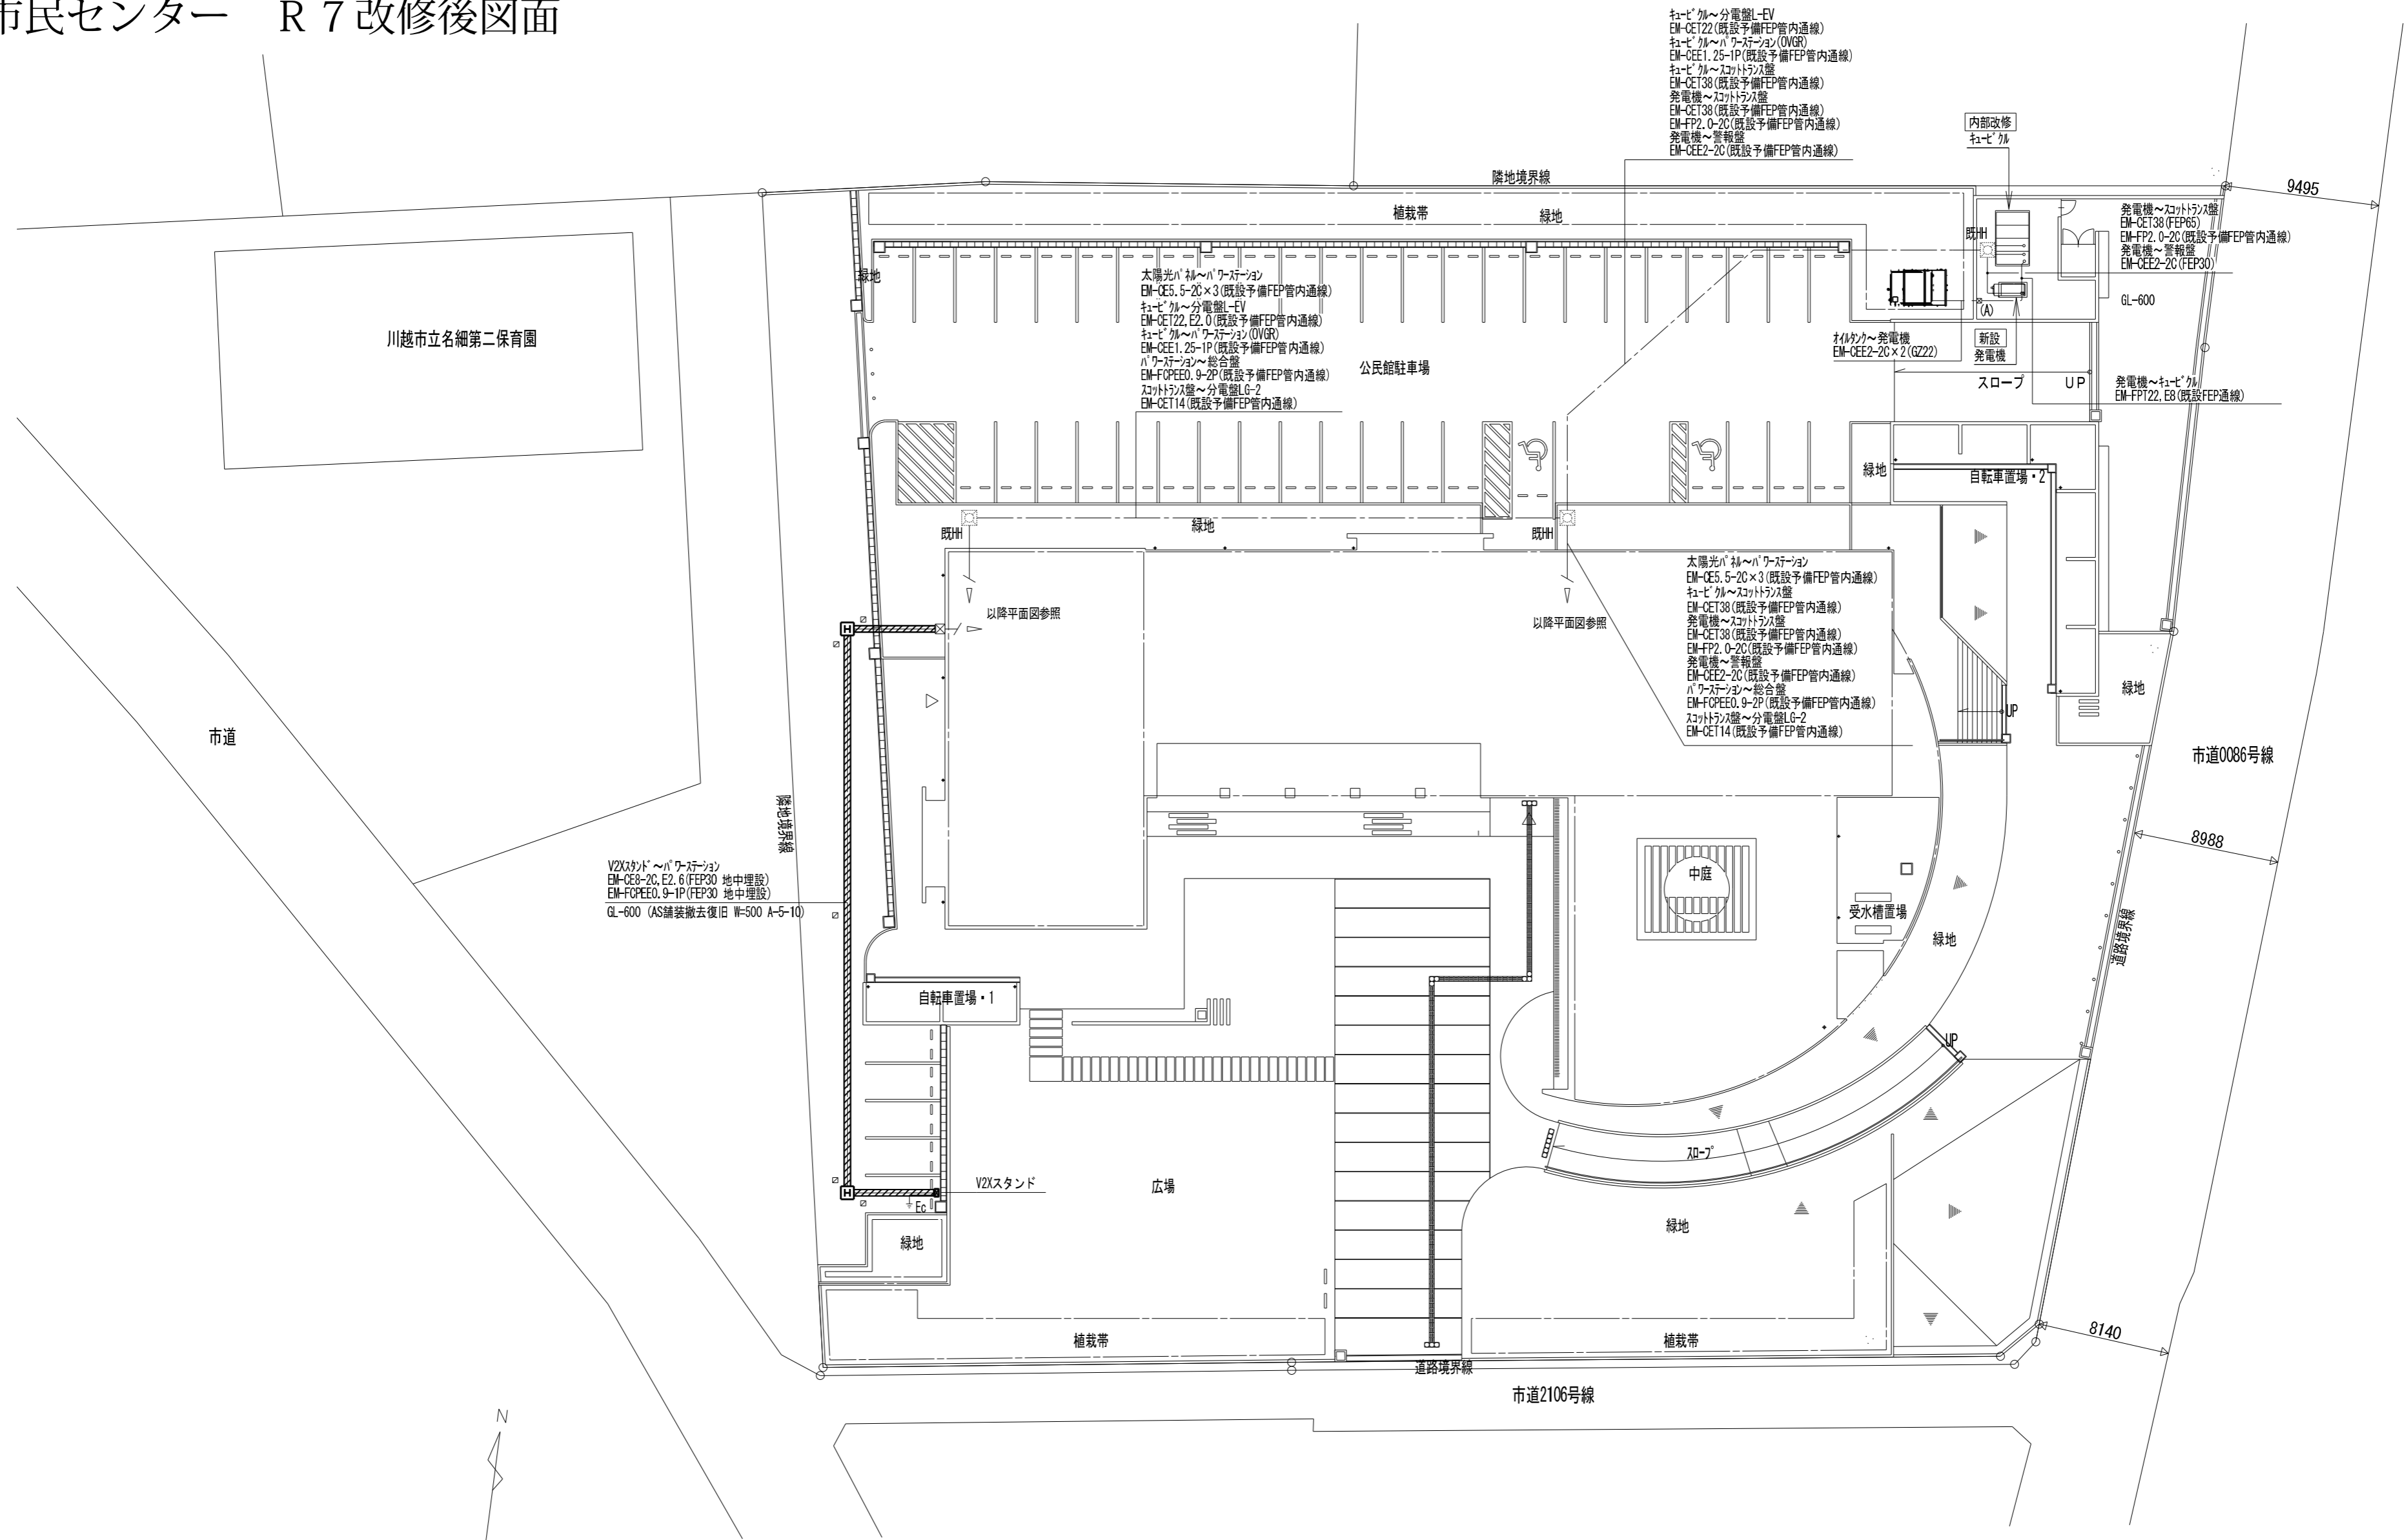 市民センター　Ｒ７改修後図面
ｷｭｰﾋﾞｸﾙ～分電盤L-EV
EM-CET22(既設予備FEP管内通線)
ｷｭｰﾋﾞｸﾙ～ﾊﾟﾜｰｽﾃｰｼｮﾝ(OVGR)
EM-CEE1.25-1P(既設予備FEP管内通線)
ｷｭｰﾋﾞｸﾙ～ｽｺｯﾄﾄﾗﾝｽ盤
EM-CET38(既設予備FEP管内通線)
発電機～ｽｺｯﾄﾄﾗﾝｽ盤
EM-CET38(既設予備FEP管内通線)
EM-FP2.0-2C(既設予備FEP管内通線)
発電機～警報盤
EM-CEE2-2C(既設予備FEP管内通線)
内部改修
ｷｭｰﾋﾞｸﾙ
隣地境界線
9495
植栽帯
緑地
発電機～ｽｺｯﾄﾄﾗﾝｽ盤
EM-CET38(FEP65)
EM-FP2.0-2C(既設予備FEP管内通線)
発電機～警報盤
EM-CEE2-2C(FEP30)
GL-600
既HH
緑地
太陽光ﾊﾟﾈﾙ～ﾊﾟﾜｰｽﾃｰｼｮﾝ
EM-CE5.5-2C×3(既設予備FEP管内通線)
ｷｭｰﾋﾞｸﾙ～分電盤L-EV
EM-CET22,E2.0(既設予備FEP管内通線)
ｷｭｰﾋﾞｸﾙ～ﾊﾟﾜｰｽﾃｰｼｮﾝ(OVGR)
EM-CEE1.25-1P(既設予備FEP管内通線)
ﾊﾟﾜｰｽﾃｰｼｮﾝ～総合盤
EM-FCPEE0.9-2P(既設予備FEP管内通線)
ｽｺｯﾄﾄﾗﾝｽ盤～分電盤LG-2
EM-CET14(既設予備FEP管内通線)
(A)
川越市立名細第二保育園
公民館駐車場
ｵｲﾙﾀﾝｸ～発電機
EM-CEE2-2C×2(GZ22)
新設
発電機
スロープ
UP
発電機～ｷｭｰﾋﾞｸﾙ
EM-FPT22,E8(既設FEP通線)
緑地
自転車置場・2
既HH
緑地
既HH
以降平面図参照
以降平面図参照
太陽光ﾊﾟﾈﾙ～ﾊﾟﾜｰｽﾃｰｼｮﾝ
EM-CE5.5-2C×3(既設予備FEP管内通線)
ｷｭｰﾋﾞｸﾙ～ｽｺｯﾄﾄﾗﾝｽ盤
EM-CET38(既設予備FEP管内通線)
発電機～ｽｺｯﾄﾄﾗﾝｽ盤
EM-CET38(既設予備FEP管内通線)
EM-FP2.0-2C(既設予備FEP管内通線)
発電機～警報盤
EM-CEE2-2C(既設予備FEP管内通線)
ﾊﾟﾜｰｽﾃｰｼｮﾝ～総合盤
EM-FCPEE0.9-2P(既設予備FEP管内通線)
ｽｺｯﾄﾄﾗﾝｽ盤～分電盤LG-2
EM-CET14(既設予備FEP管内通線)
緑地
UP
市道
市道0086号線
隣地境界線
8988
V2Xｽﾀﾝﾄﾞ～ﾊﾟﾜｰｽﾃｰｼｮﾝ
EM-CE8-2C,E2.6(FEP30 地中埋設)
EM-FCPEE0.9-1P(FEP30 地中埋設)
GL-600 (AS舗装撤去復旧 W=500 A-5-10)
中庭
受水槽置場
緑地
道路境界線
自転車置場・1
UP
スロープ
H
H
V2Xスタンド
Ec
広場
緑地
緑地
植栽帯
植栽帯
8140
道路境界線
市道2106号線
N